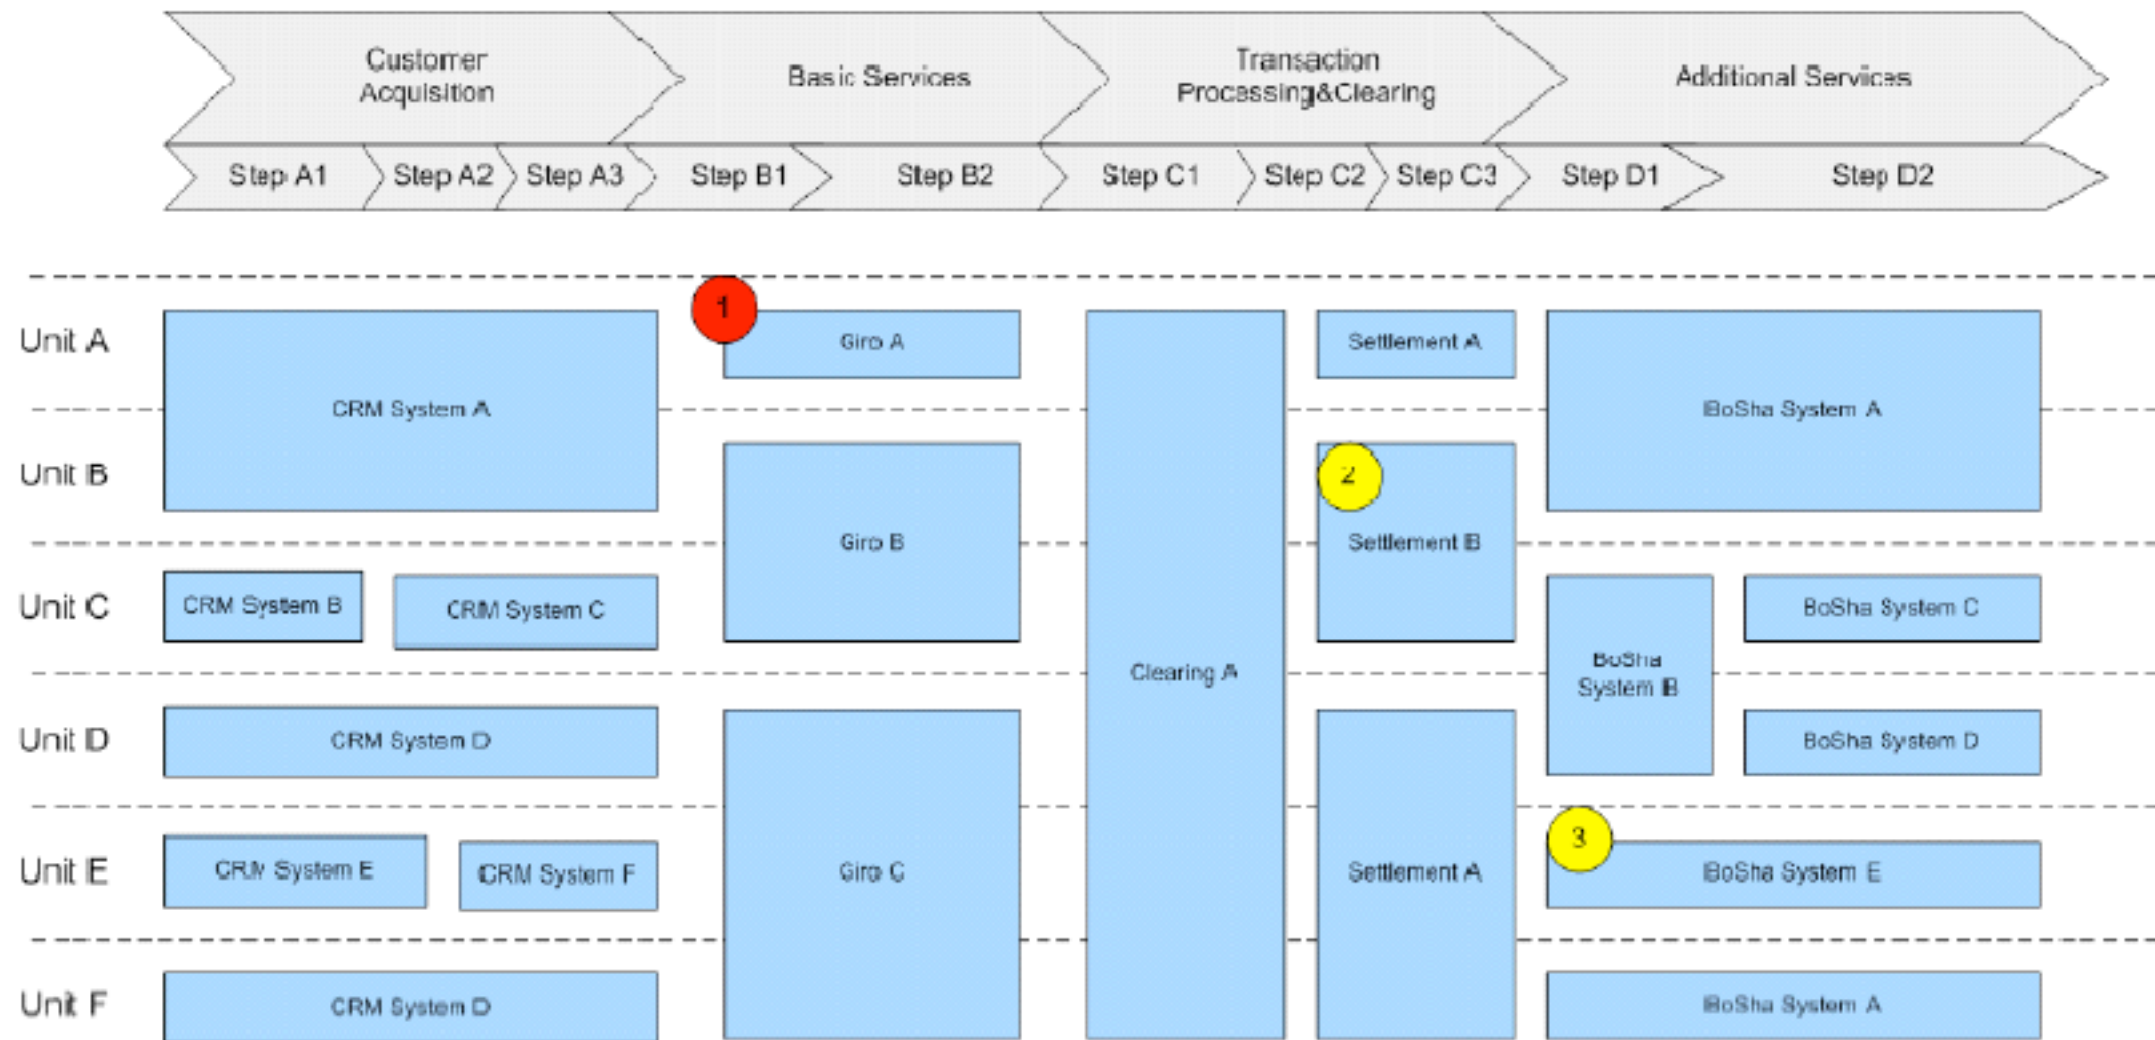 Customer
Acquisition
Basic Services
Transaction
Processing&Clearing
Additional Services
Step A1
Step A2
Step A3
Step B1
Step B2
Step C1
Step C2
Step C3
Step D1
Step D2
Unit A
CRM System A
1
Giro A
Clearing A
Settlement A
BoSha System A
Unit B
Giro B
2
Settlement B
Unit C
CRM System B
CRM System C
BoSha
System B
BoSha System C
Unit D
CRM System D
Giro C
Settlement A
BoSha System D
Unit E
CRM System E
CRM System F
3
BoSha System E
Unit F
CRM System D
BoSha System A